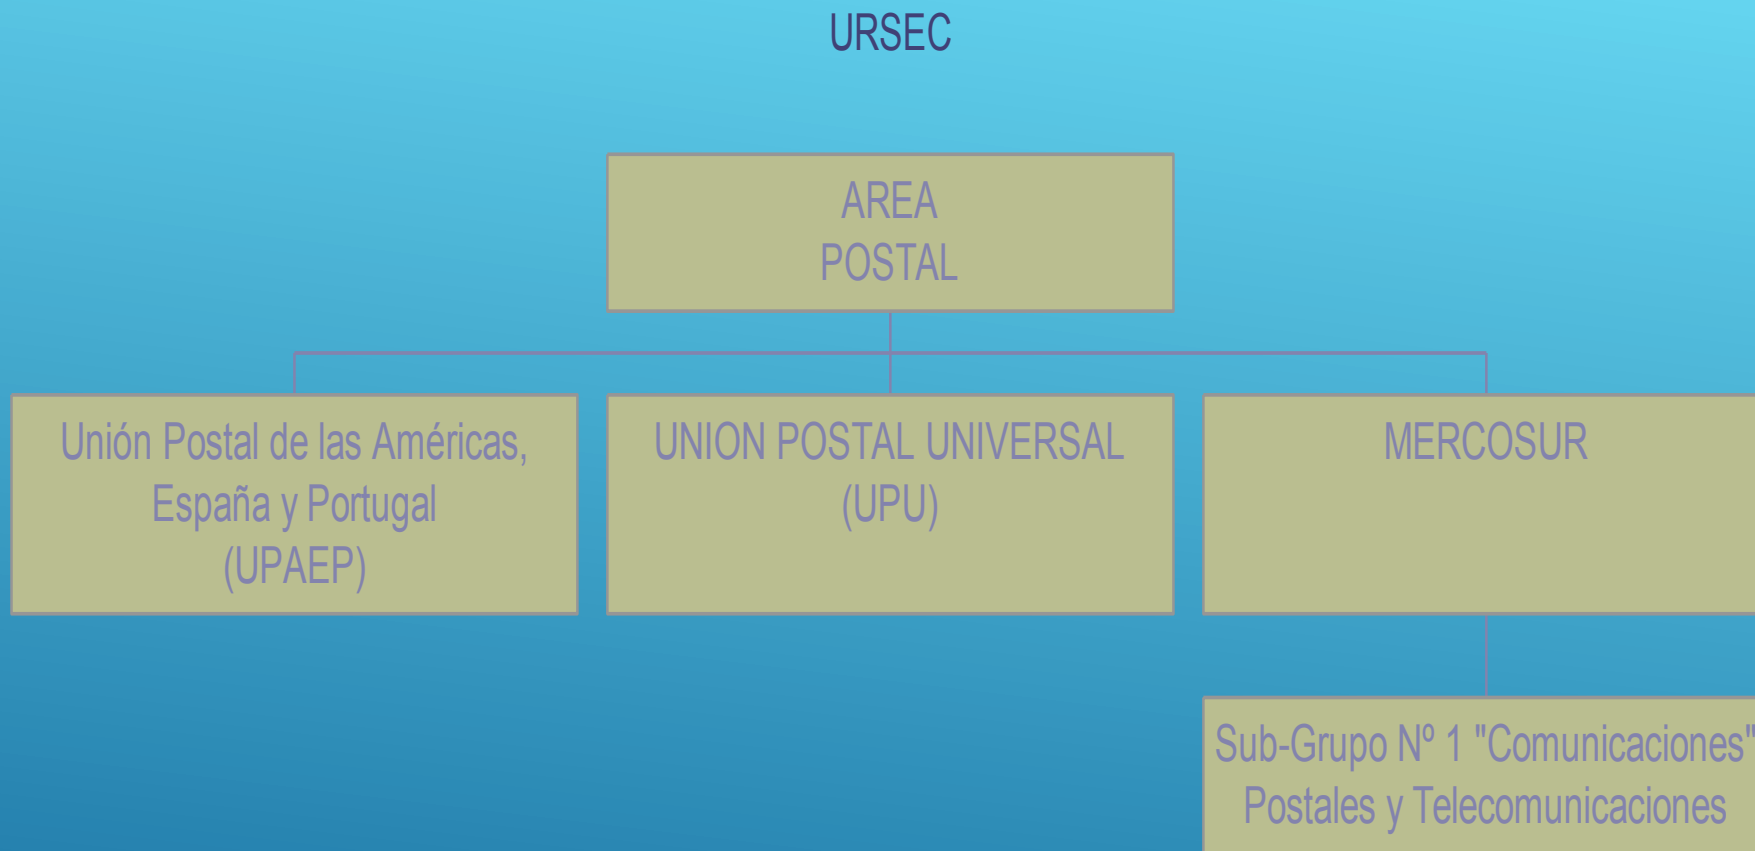 URSEC
AREA
POSTAL
Unión Postal de las Américas,
España y Portugal
(UPAEP)
UNION POSTAL UNIVERSAL
(UPU)
MERCOSUR
Sub-Grupo Nº 1 "Comunicaciones"
Postales y Telecomunicaciones